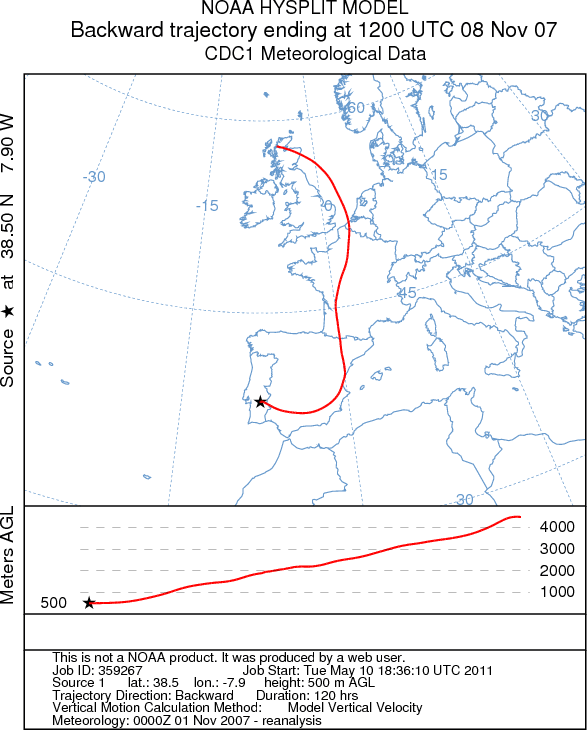 NOAA HYSPLIT MODEL
Backward trajectory ending at 1200 UTC 08 Nov 07
CDC1 Meteorological Data
Source ★ at 38.50 N 7.90 W
60
30
-30
15
-15
0
45
30
Meters AGL
4000
3000
2000
500
1000
This is not a NOAA product. It was produced by a web user.
Job ID: 359267 Job Start: Tue May 10 18:36:10 UTC 2011
Source 1 lat.: 38.5 lon.: -7.9 height: 500 m AGL
Trajectory Direction: Backward Duration: 120 hrs
Vertical Motion Calculation Method: Model Vertical Velocity
Meteorology: 0000Z 01 Nov 2007 - reanalysis